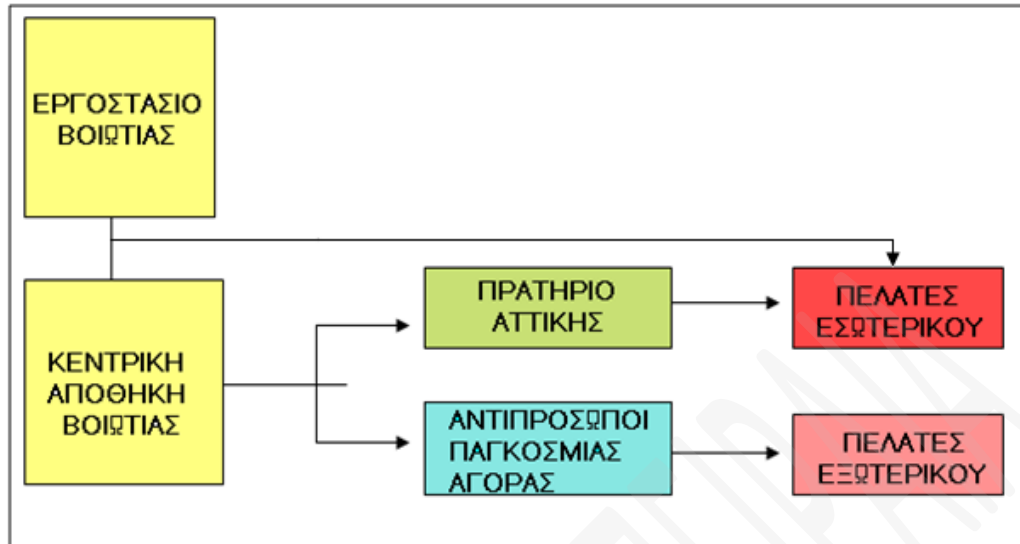 ΕΡΓΟΣΤΑΣΙΟ
ΒΟΙΩΤΙΑΣ
ΚΕΝΤΡΙΚΗ
ΑΠΟΘΗΚΗ
ΒΟΙΩΤΙΑΣ
ΠΡΑΤΗΡΙΟ
ΑΤΤΙΚΗΣ
ΠΕΛΑΤΕΣ
ΕΣΩΤΕΡΙΚΟΥ
ΑΝΤΙΠΡΟΣΩΠΟΙ
ΠΑΓΚΟΣΜΙΑΣ
ΑΓΟΡΑΣ
ΠΕΛΑΤΕΣ
ΕΞΩΤΕΡΙΚΟΥ